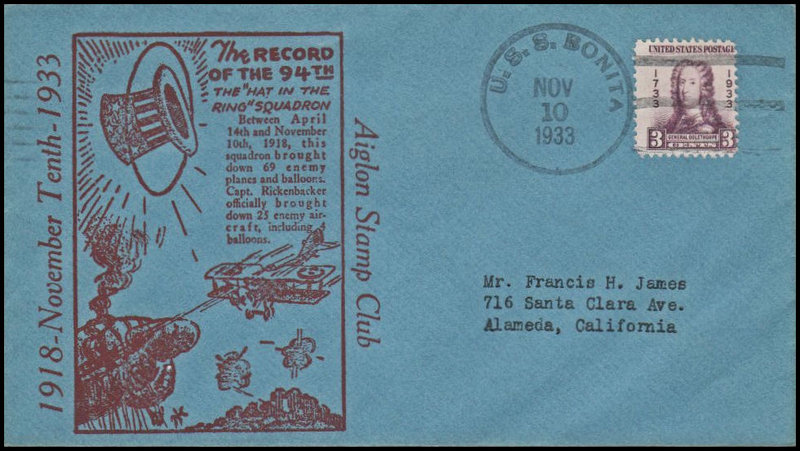 1918-November Tenth-1933
The RECORD
OF THE 94TH
THE "HAT IN THE
RING" SQUADRON
Between April
14th and November
10th, 1918, this
squadron brought
down 69 enemy
planes and balloons.
Capt. Rickenbacker
officially brought
down 25 enemy air-
craft, including 4
balloons.
Aiglon Stamp Club
U. S. S. BONITA
NOV
10
1933
UNITED STATES POSTAGE
1733
1933
GENERAL OGLETHORPE
3 CENTS 3
Mr. Francis H. James
716 Santa Clara Ave.
Alameda, California